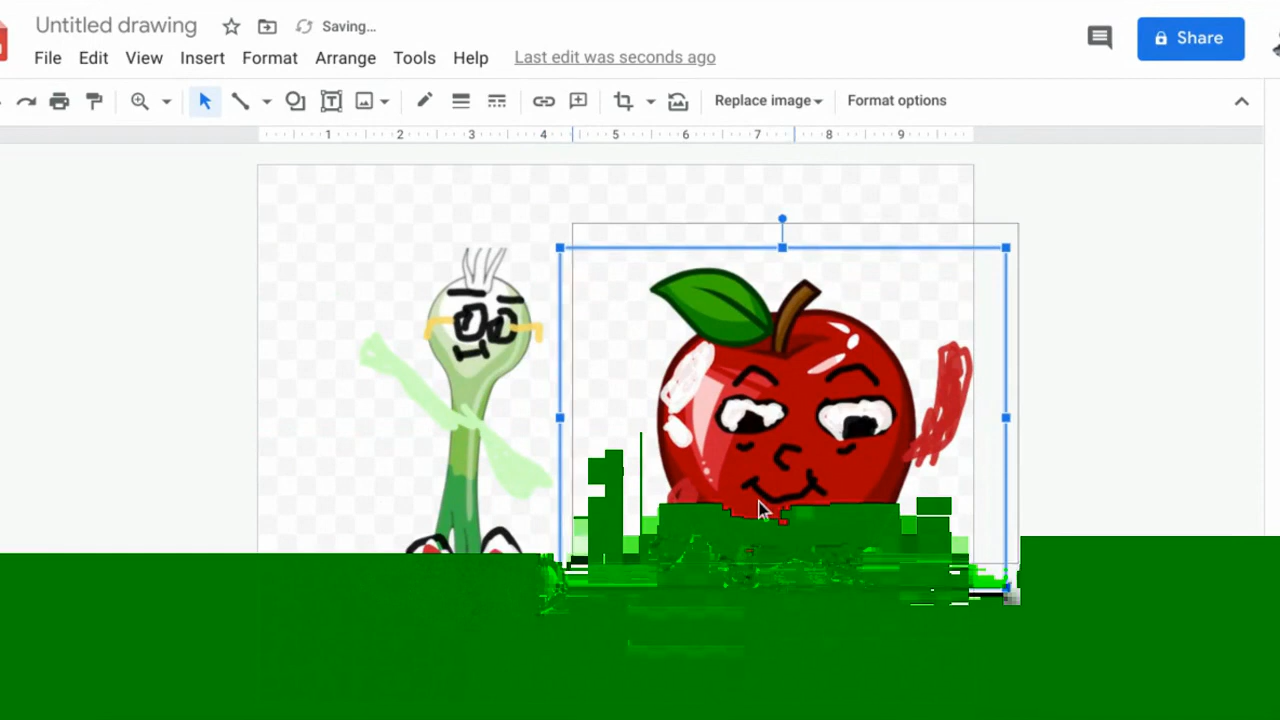 Untitled drawing
Saving...
File Edit View Insert Format Arrange Tools Help Last edit was seconds ago
Share
Replace image Format options
1 2 3 4 5 6 7 8 9